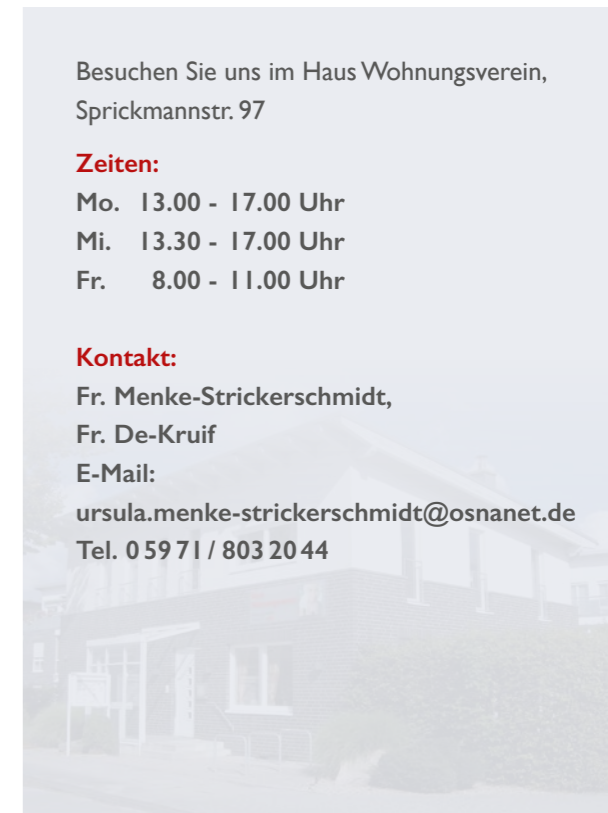 Besuchen Sie uns im Haus Wohnungsverein,
Sprickmannstr. 97
Zeiten:
Mo. 13.00 - 17.00 Uhr
Mi. 13.30 - 17.00 Uhr
Fr. 8.00 - 11.00 Uhr
Kontakt:
Fr. Menke-Strickerschmidt,
Fr. De-Kruif
E-Mail:
ursula.menke-strickerschmidt@osnanet.de
Tel. 0 59 71 / 803 20 44